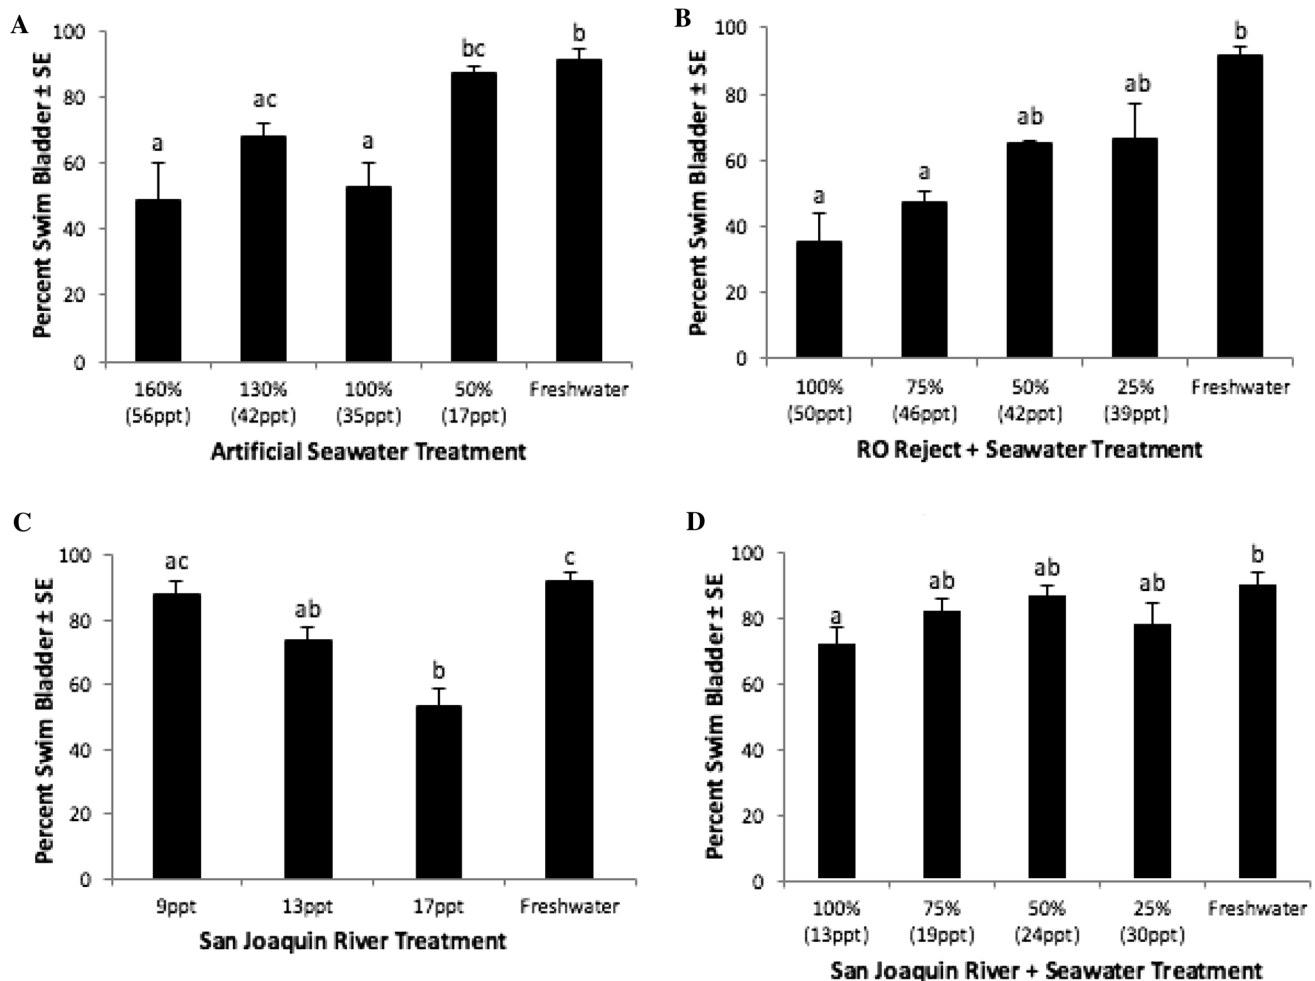 A
Percent Swim Bladder ± SE
100
80
60
40
20
0
a
ac
a
bc
b
160% 130% 100% 50% Freshwater
(56ppt) (42ppt) (35ppt) (17ppt)
Artificial Seawater Treatment
B
Percent Swim Bladder ± SE
100
80
60
40
20
0
a
a
ab
ab
b
100% 75% 50% 25% Freshwater
(50ppt) (46ppt) (42ppt) (39ppt)
RO Reject + Seawater Treatment
C
Percent Swim Bladder ± SE
100
80
60
40
20
0
ac
ab
b
c
9ppt 13ppt 17ppt Freshwater
San Joaquin River Treatment
D
Percent Swim Bladder ± SE
100
80
60
40
20
0
a
ab
ab
ab
b
100% 75% 50% 25% Freshwater
(13ppt) (19ppt) (24ppt) (30ppt)
San Joaquin River + Seawater Treatment